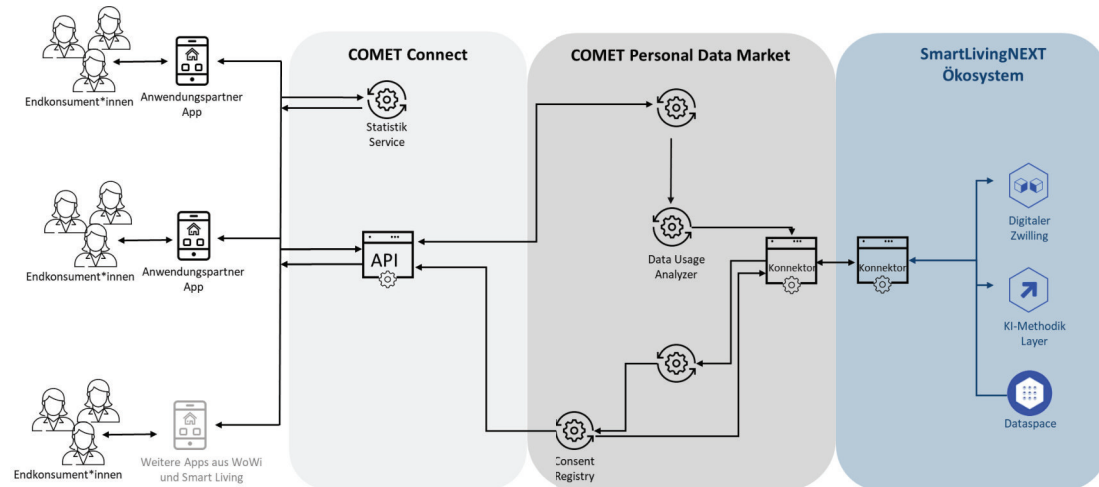 COMET Connect
COMET Personal Data Market
SmartLivingNEXT
Ökosystem
Endkonsument*innen
Anwendungspartner
App
Statistik
Service
Endkonsument*innen
Anwendungspartner
App
API
Data Usage
Analyzer
Konnektor
Konnektor
Digitaler
Zwilling
KI-Methodik
Layer
Dataspace
Consent
Registry
Endkonsument*innen
Weitere Apps aus WoWi
und Smart Living